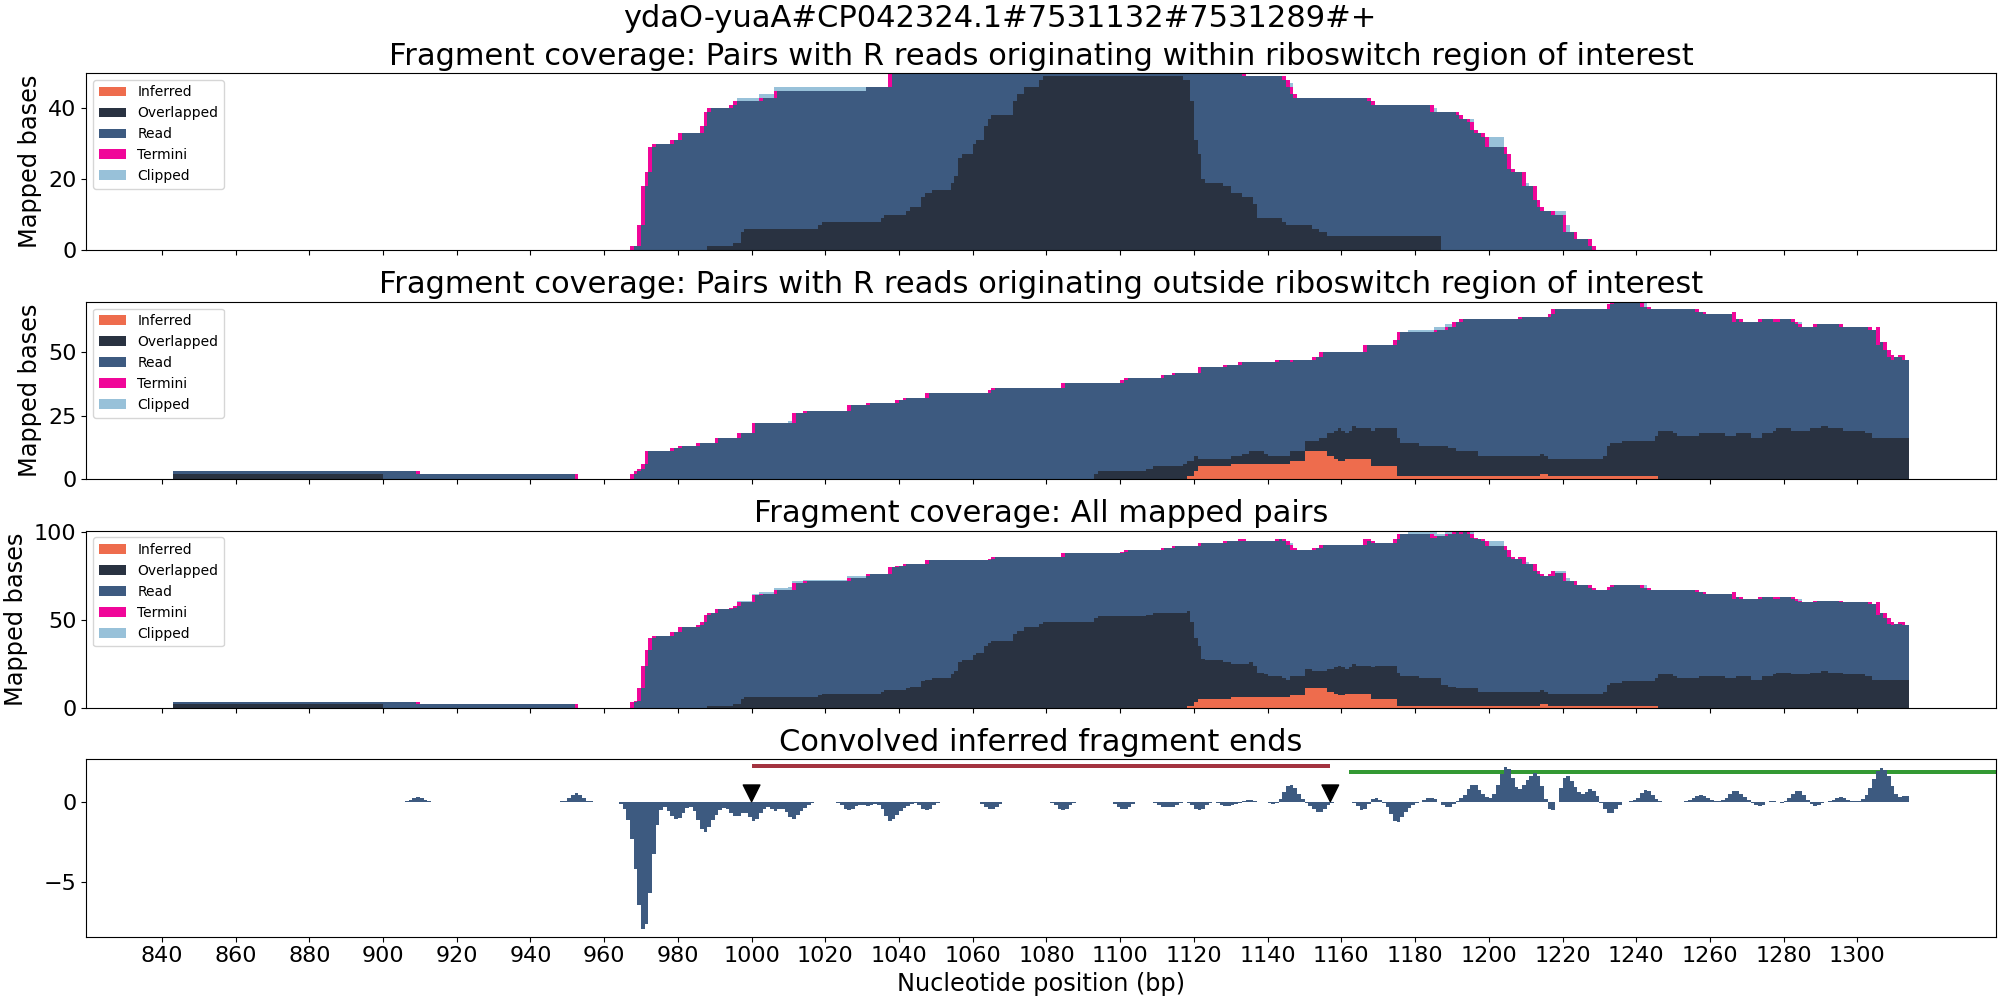 ydaO-yuaA#CP042324.1#7531132#7531289#+
Fragment coverage: Pairs with R reads originating within riboswitch region of interest
Mapped bases
40
20
0
Inferred
Overlapped
Read
Termini
Clipped
Fragment coverage: Pairs with R reads originating outside riboswitch region of interest
Mapped bases
50
25
0
Inferred
Overlapped
Read
Termini
Clipped
Fragment coverage: All mapped pairs
Mapped bases
100
50
0
Inferred
Overlapped
Read
Termini
Clipped
Convolved inferred fragment ends
0
−5
840 860 880 900 920 940 960 980 1000 1020 1040 1060 1080 1100 1120 1140 1160 1180 1200 1220 1240 1260 1280 1300
Nucleotide position (bp)